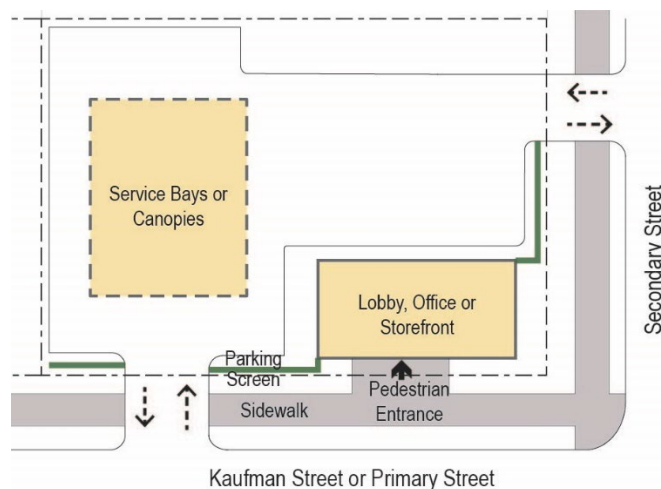 Service Bays or
Canopies
Lobby, Office or
Storefront
Parking
Screen
Pedestrian
Entrance
Sidewalk
Secondary Street
Kaufman Street or Primary Street